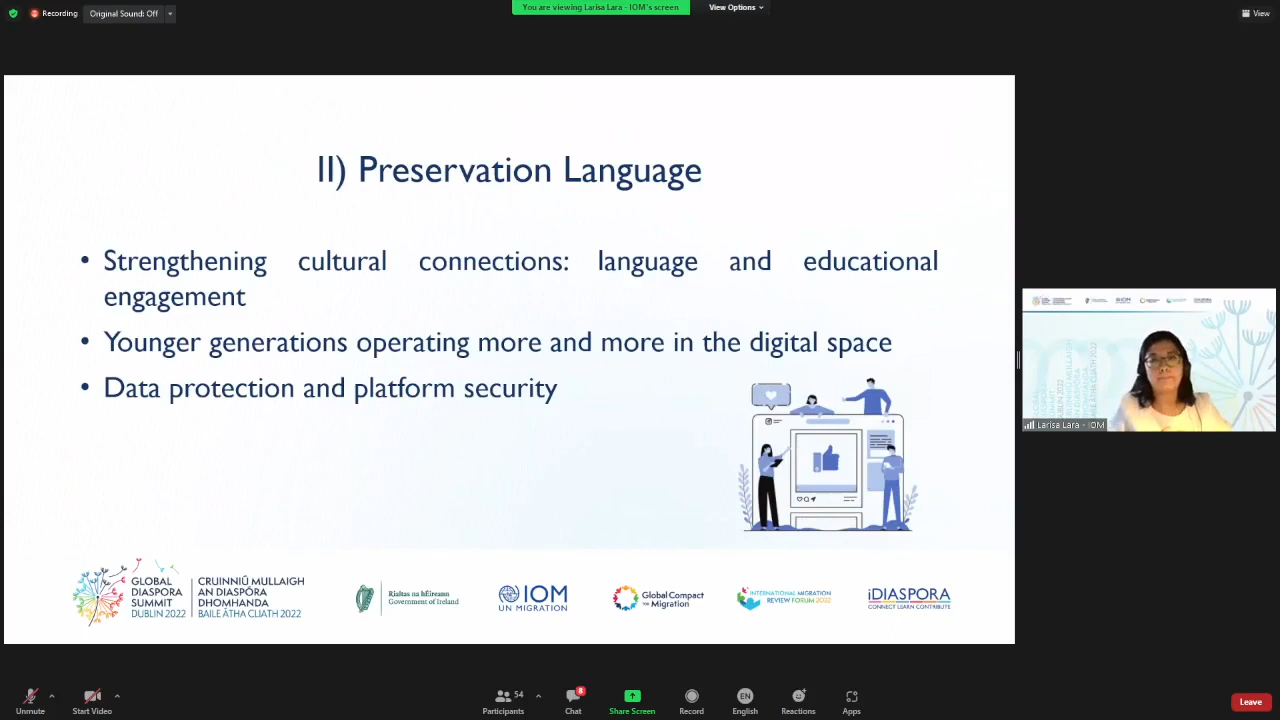 Recording
Original Sound: Off
You are viewing Larisa Lara - IOM's screen
View Options
View
II) Preservation Language
• Strengthening cultural connections: language and educational
engagement
• Younger generations operating more and more in the digital space
• Data protection and platform security
GLOBAL
DIASPORA
SUMMIT
DUBLIN 2022
CRUINNIÚ MULLAIGH
AN DIASPÓRA
DHOMHANDA
BAILE ÁTHA CLIATH 2022
Rialtas na hÉireann
Government of Ireland
IOM
UN MIGRATION
Global Compact
for Migration
INTERNATIONAL MIGRATION
REVIEW FORUM 2022
iDIASPORA
CONNECT LEARN CONTRIBUTE
Larisa Lara - IOM
Unmute
Start Video
54
Participants
8
Chat
Share Screen
Record
EN
English
Reactions
Apps
Leave